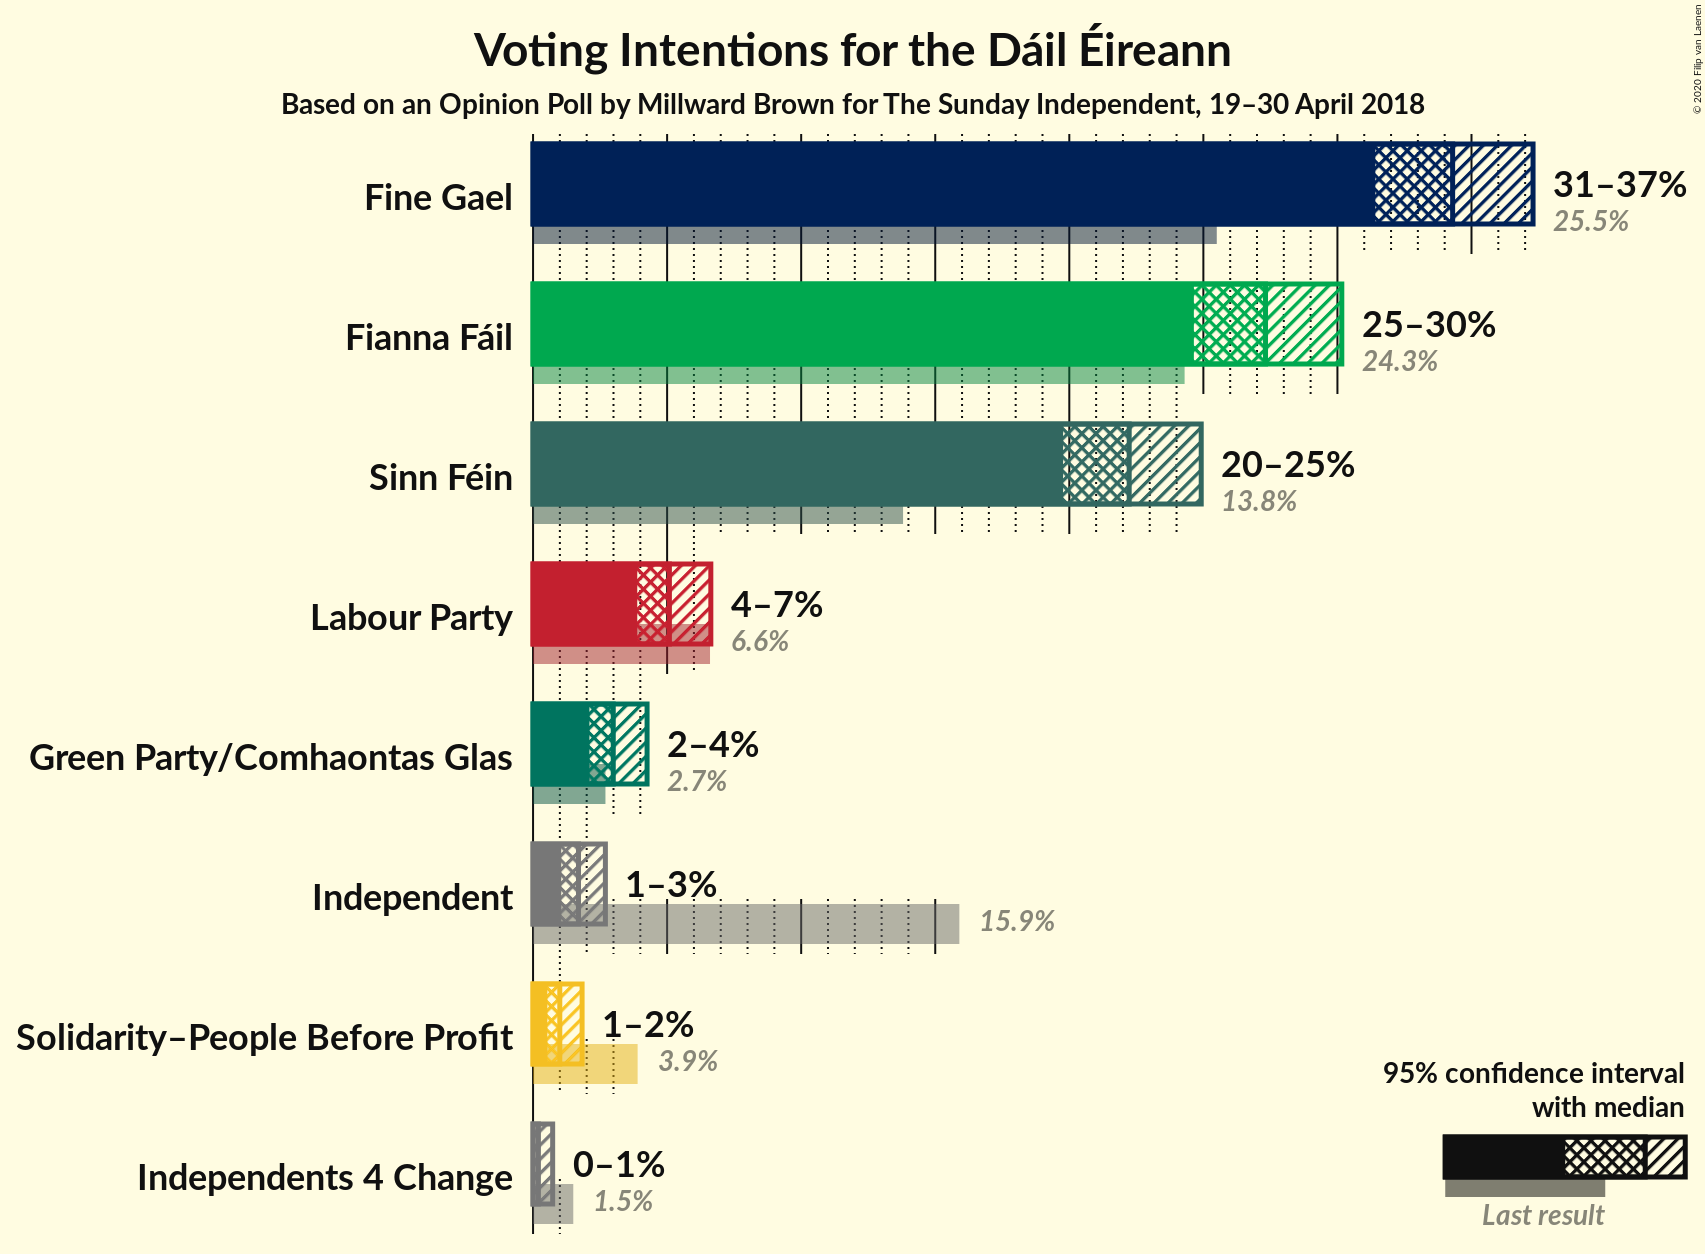 Voting Intentions for the Dáil Éireann
Based on an Opinion Poll by Millward Brown for The Sunday Independent, 19–30 April 2018
© 2020 Filip van Laenen
Fine Gael
31–37%
25.5%
Fianna Fáil
25–30%
24.3%
Sinn Féin
20–25%
13.8%
Labour Party
4–7%
6.6%
Green Party/Comhaontas Glas
2–4%
2.7%
Independent
1–3%
15.9%
Solidarity–People Before Profit
1–2%
3.9%
Independents 4 Change
0–1%
1.5%
95% confidence interval
with median
Last result